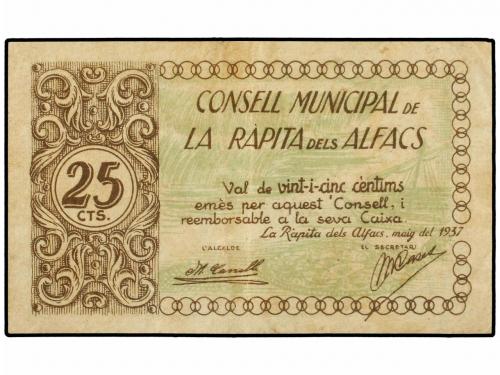 CONSELL MUNICIPAL DE
LA RÀPITA DELS ALFACS
25
CTS.
Val de vint-i-cinc cèntims
emès per aquest Consell, i
reemborsable a la seva Caixa.
La Ràpita dels Alfacs, maig del 1937
L'ALCALDE EL SECRETARI